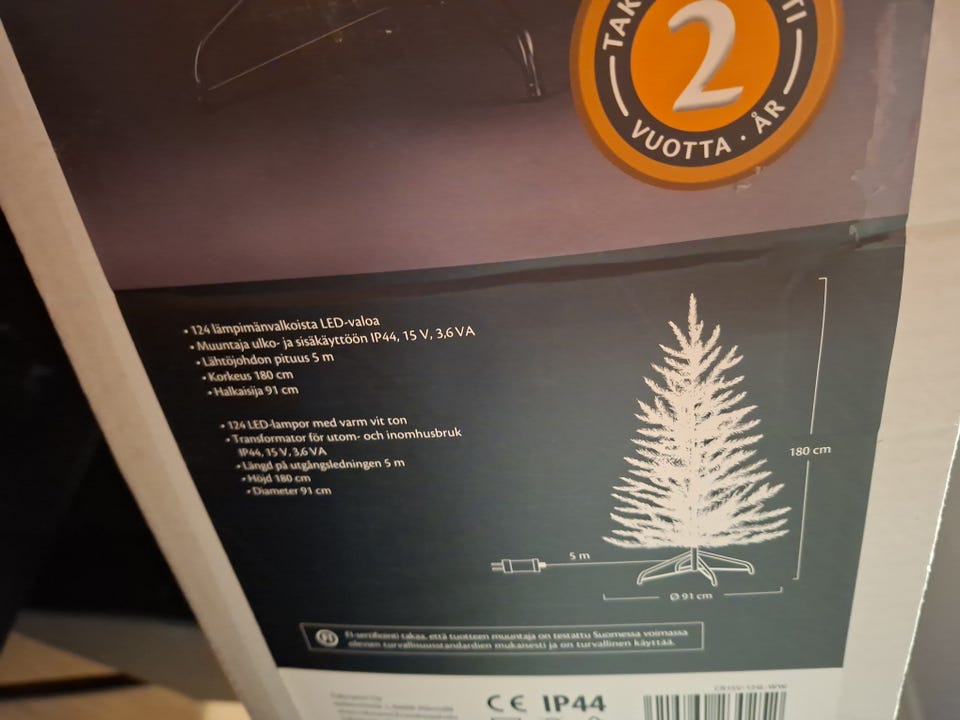 TAK
TI
2
VUOTTA · ÅR
• 124 lämpimänvalkoista LED-valoa
• Muuntaja ulko- ja sisäkäyttöön IP44, 15 V, 3,6 VA
• Lähtöjohdon pituus 5 m
• Korkeus 180 cm
• Halkaisija 91 cm
• 124 LED-lampor med varm vit ton
• Transformator för utom- och inomhusbruk
IP44, 15 V, 3,6 VA
• Längd på utgångsledningen 5 m
• Höjd 180 cm
• Diameter 91 cm
180 cm
5 m
Ø 91 cm
FI
FI-sertifiointi takaa, että tuotteen muuntaja on testattu Suomessa voimassa
olevien turvallisuusstandardien mukaisesti ja on turvallinen käyttää.
CE IP44